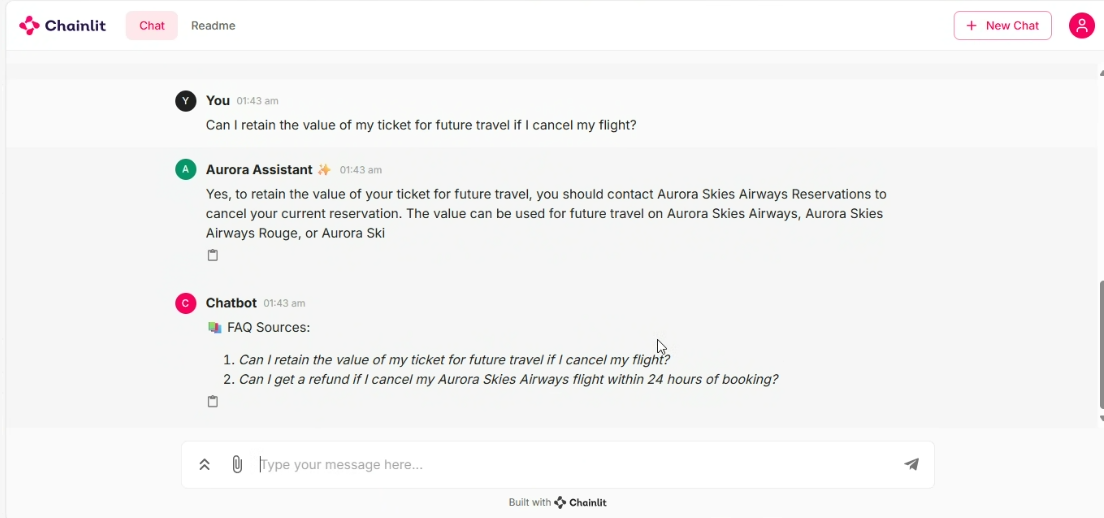 Chainlit Chat Readme + New Chat
Y You 01:43 am
Can I retain the value of my ticket for future travel if I cancel my flight?
A Aurora Assistant ✨ 01:43 am
Yes, to retain the value of your ticket for future travel, you should contact Aurora Skies Airways Reservations to
cancel your current reservation. The value can be used for future travel on Aurora Skies Airways, Aurora Skies
Airways Rouge, or Aurora Ski
C Chatbot 01:43 am
📚 FAQ Sources:
1. Can I retain the value of my ticket for future travel if I cancel my flight?
2. Can I get a refund if I cancel my Aurora Skies Airways flight within 24 hours of booking?
Type your message here...
Built with Chainlit